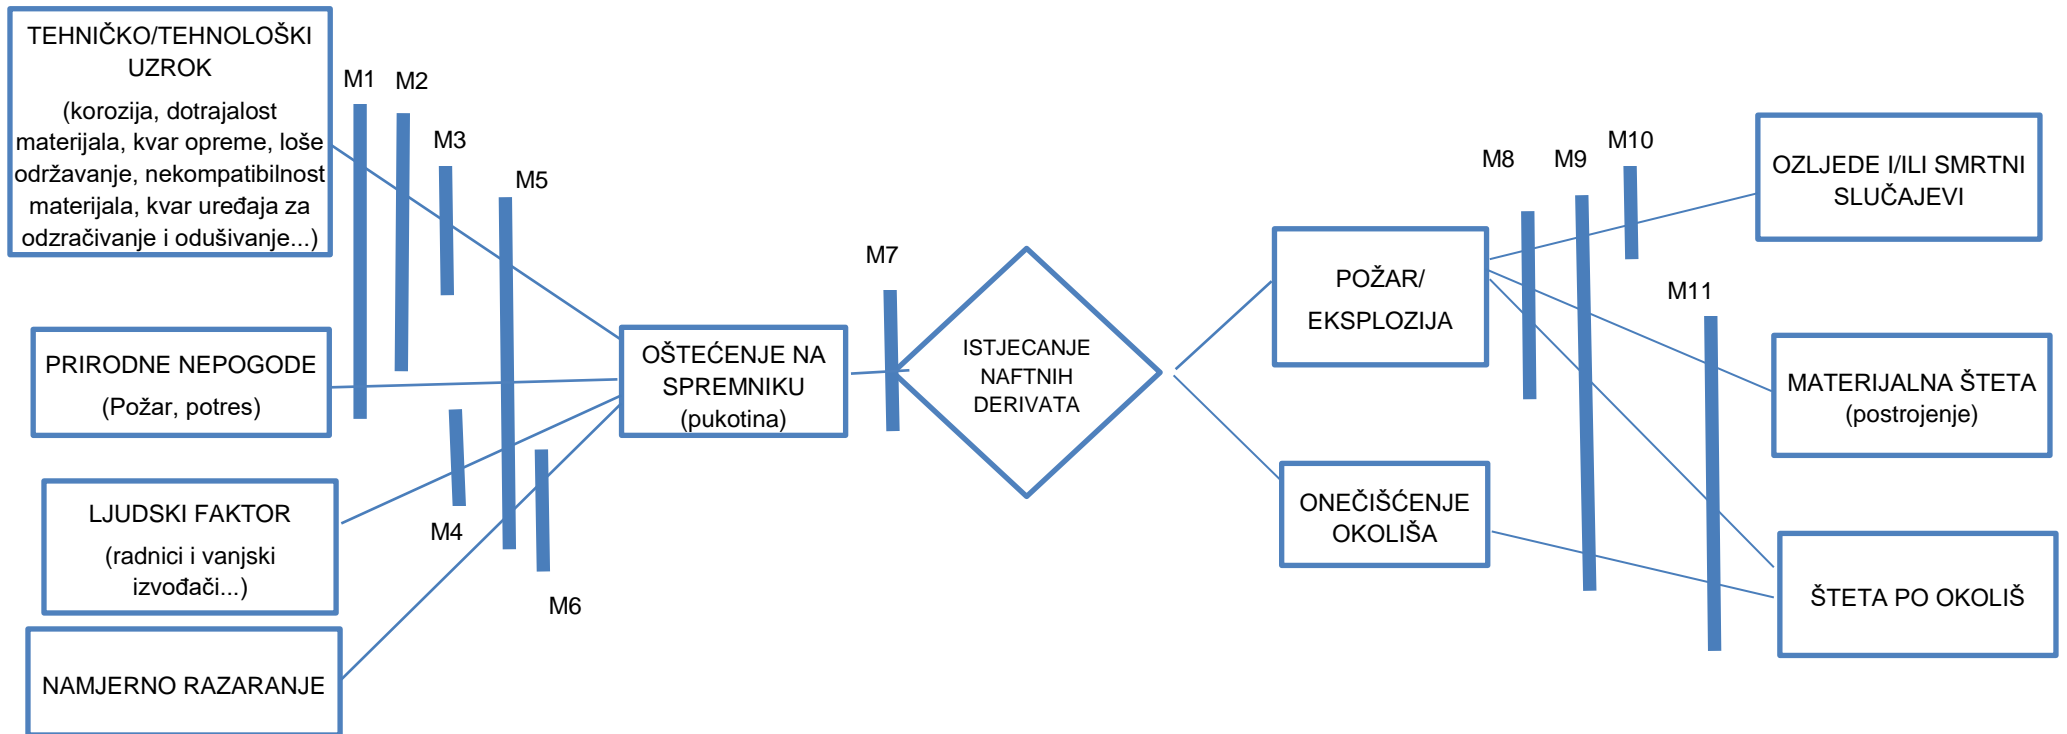 TEHNIČKO/TEHNOLOŠKI
UZROK
(korozija, dotrajalost
materijala, kvar opreme, loše
održavanje, nekompatibilnost
materijala, kvar uređaja za
odzračivanje i odušivanje...)
PRIRODNE NEPOGODE
(Požar, potres)
LJUDSKI FAKTOR
(radnici i vanjski
izvođači...)
NAMJERNO RAZARANJE
M1
M2
M3
M4
M5
M6
OŠTEĆENJE NA
SPREMNIKU
(pukotina)
M7
ISTJECANJE
NAFTNIH
DERIVATA
POŽAR/
EKSPLOZIJA
ONEČIŠĆENJE
OKOLIŠA
M8
M9
M10
M11
OZLJEDE I/ILI SMRTNI
SLUČAJEVI
MATERIJALNA ŠTETA
(postrojenje)
ŠTETA PO OKOLIŠ